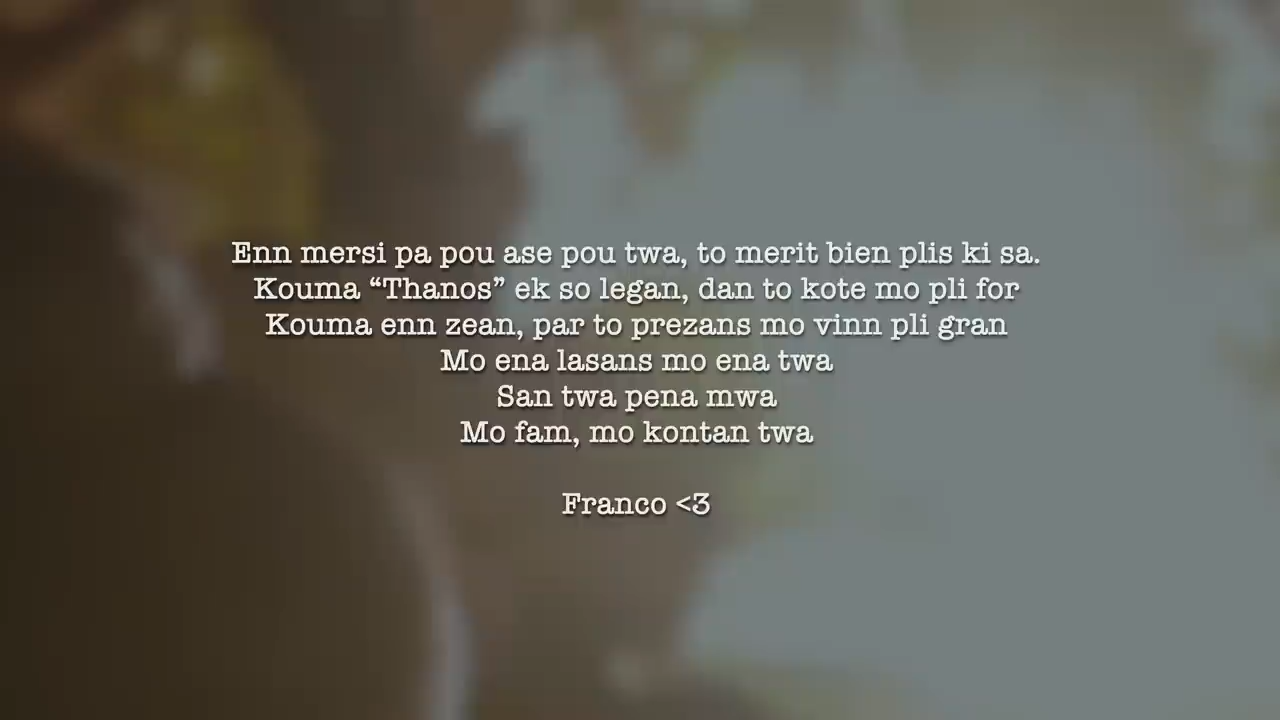 Enn mersi pa pou ase pou twa, to merit bien plis ki sa.
Kouma “Thanos” ek so legan, dan to kote mo pli for
Kouma enn zean, par to prezans mo vinn pli gran
Mo ena lasans mo ena twa
San twa pena mwa
Mo fam, mo kontan twa
Franco <3